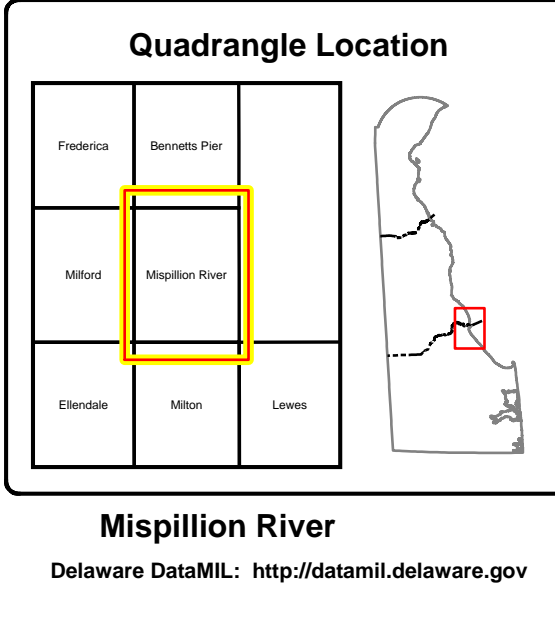 Quadrangle Location
Frederica Bennetts Pier
Milford Mispillion River
Ellendale Milton Lewes
Mispillion River
Delaware DataMIL: http://datamil.delaware.gov